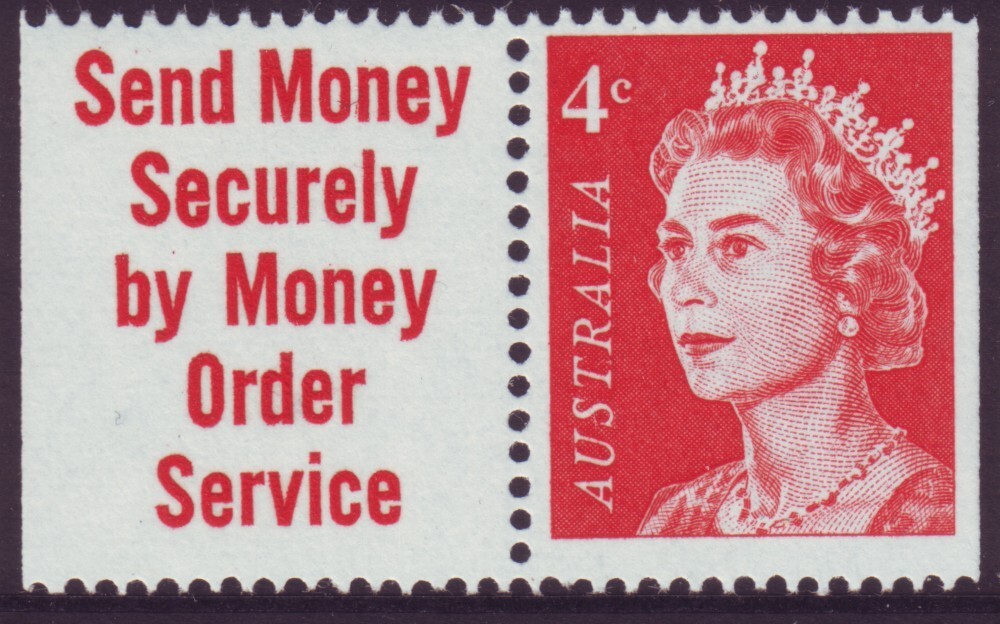 Send Money
Securely
by Money
Order
Service
4c
AUSTRALIA